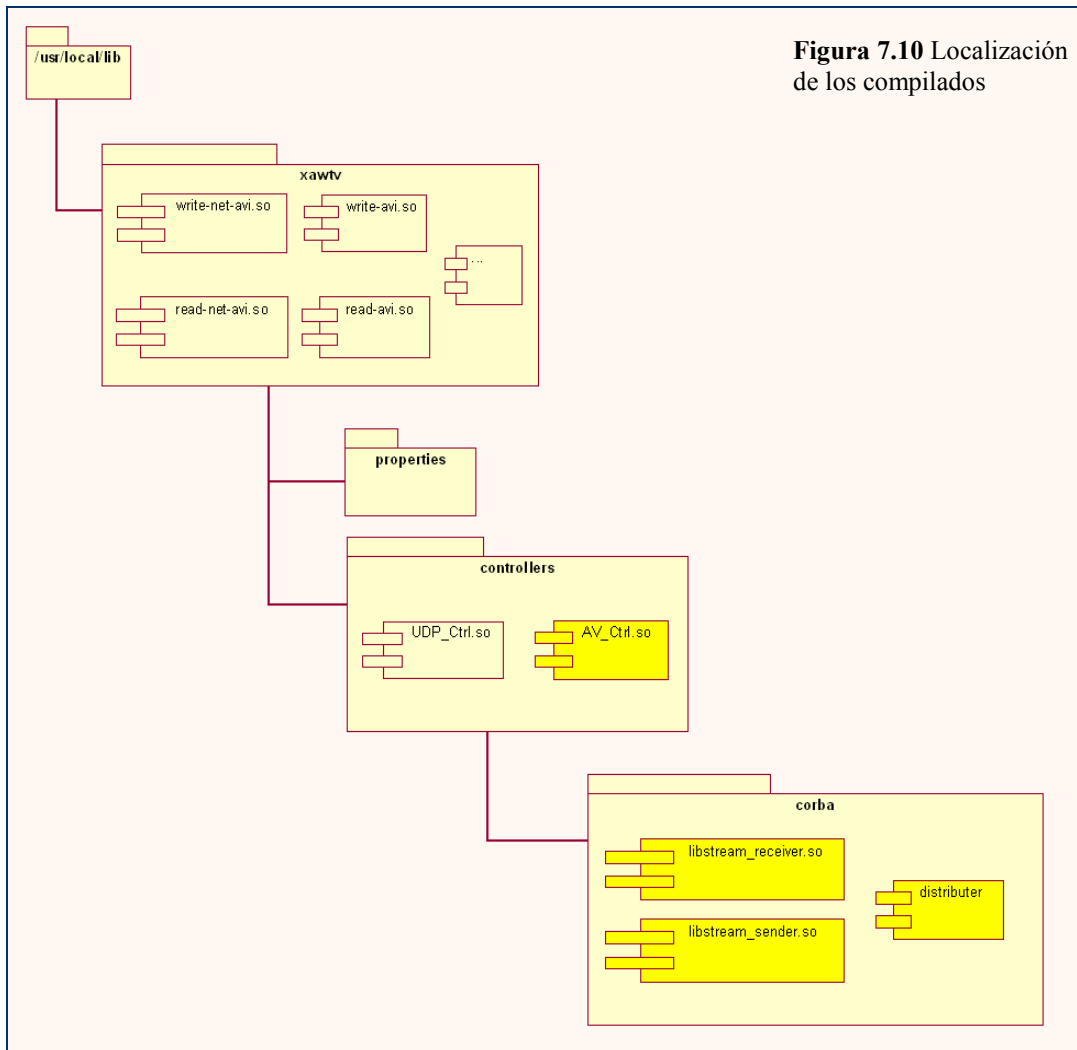 /usr/local/lib
Figura 7.10 Localización
de los compilados
xawtv
write-net-avi.so
write-avi.so
...
read-net-avi.so
read-avi.so
properties
controllers
UDP_Ctrl.so
AV_Ctrl.so
corba
libstream_receiver.so
distributer
libstream_sender.so